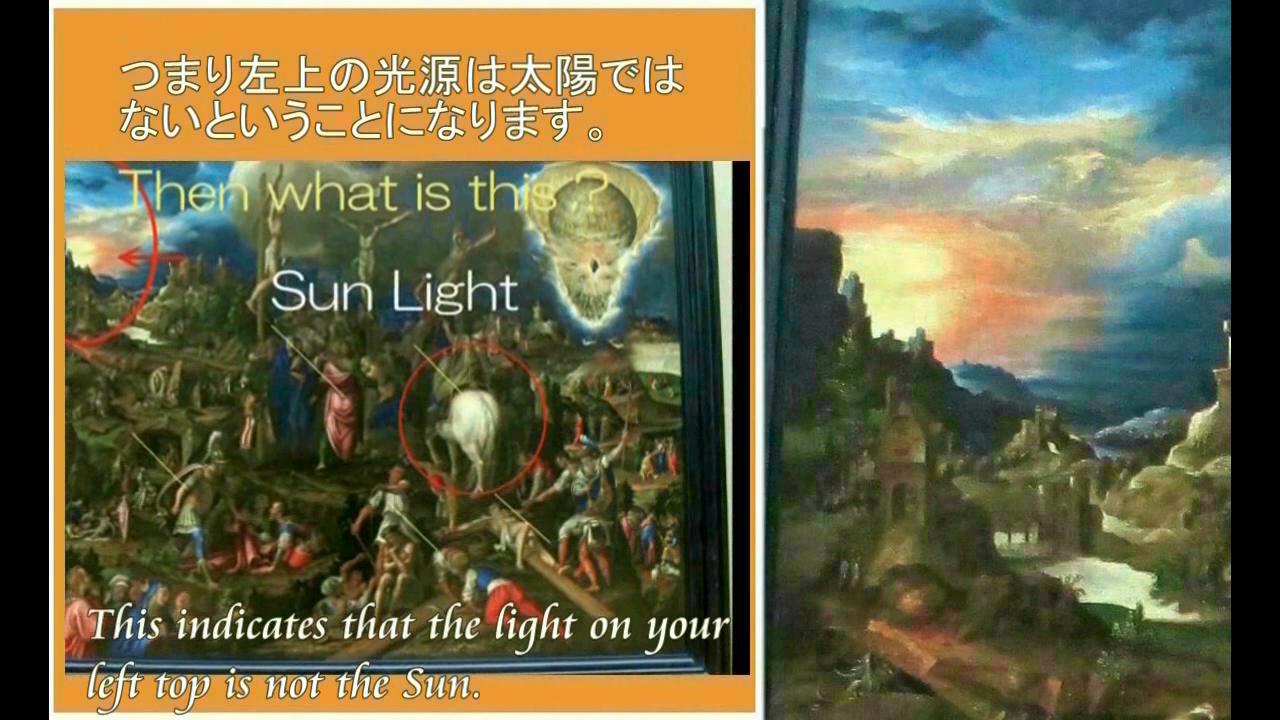 つまり左上の光源は太陽では
ないということになります。
Then what is this ?
Sun Light
This indicates that the light on your
left top is not the Sun.